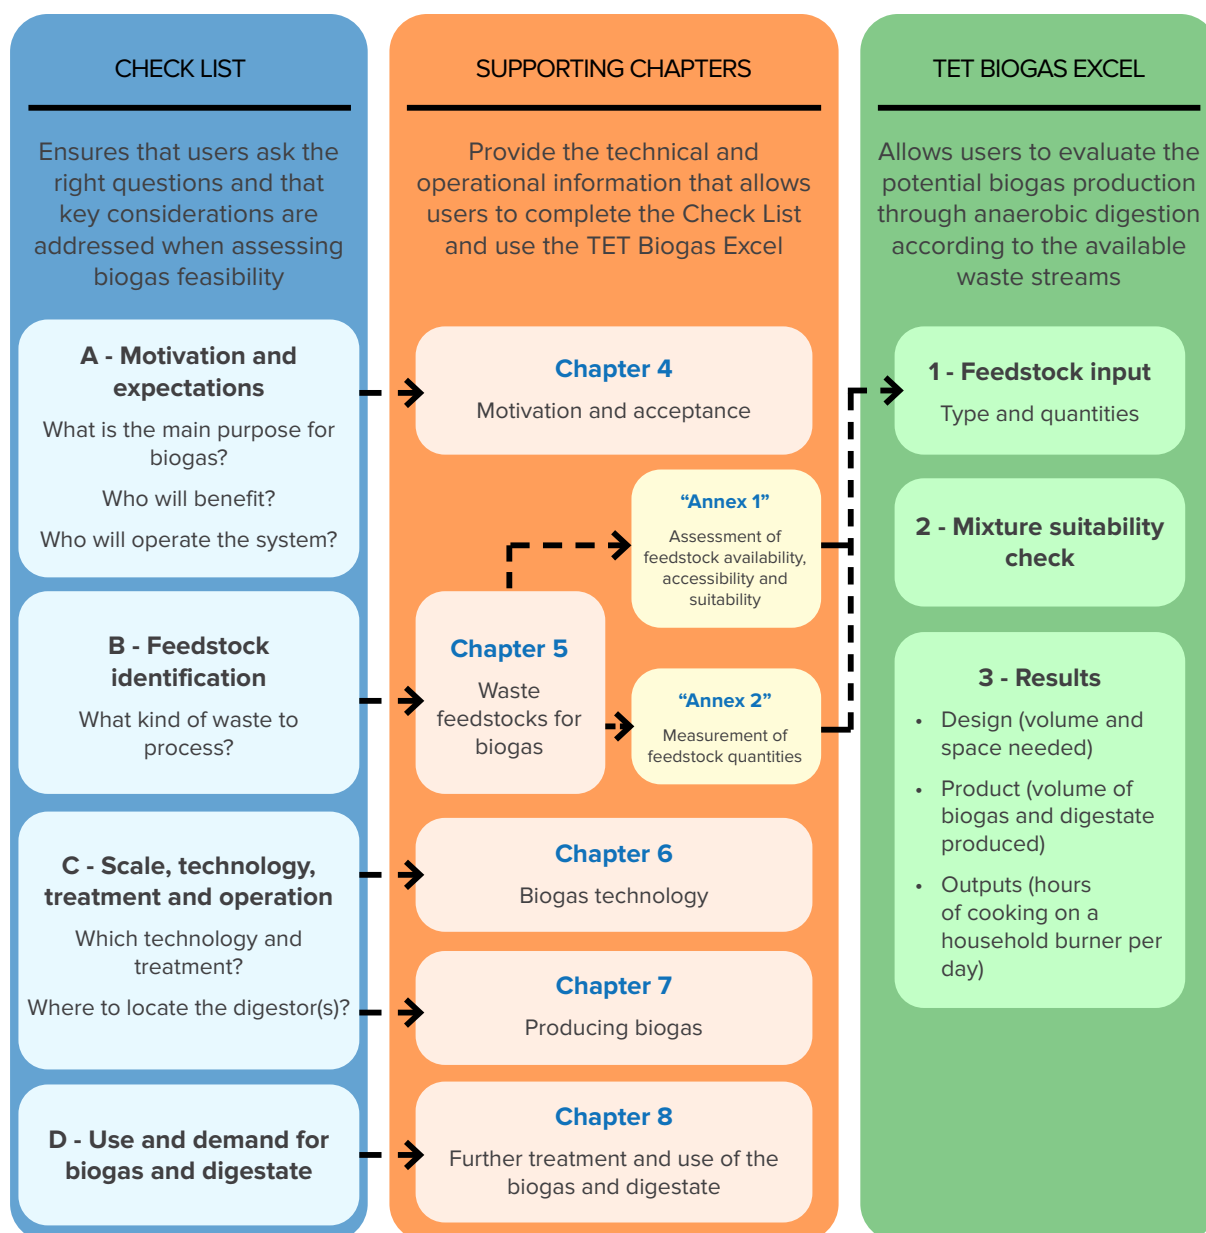 CHECK LIST
Ensures that users ask the
right questions and that
key considerations are
addressed when assessing
biogas feasibility
A - Motivation and
expectations
What is the main purpose for
biogas?
Who will benefit?
Who will operate the system?
B - Feedstock
identification
What kind of waste to
process?
C - Scale, technology,
treatment and operation
Which technology and
treatment?
Where to locate the digestor(s)?
D - Use and demand for
biogas and digestate
SUPPORTING CHAPTERS
Provide the technical and
operational information that allows
users to complete the Check List
and use the TET Biogas Excel
Chapter 4
Motivation and acceptance
Chapter 5
Waste
feedstocks for
biogas
“Annex 1”
Assessment of
feedstock availability,
accessibility and
suitability
“Annex 2”
Measurement of
feedstock quantities
Chapter 6
Biogas technology
Chapter 7
Producing biogas
Chapter 8
Further treatment and use of the
biogas and digestate
TET BIOGAS EXCEL
Allows users to evaluate the
potential biogas production
through anaerobic digestion
according to the available
waste streams
1 - Feedstock input
Type and quantities
2 - Mixture suitability
check
3 - Results
• Design (volume and
space needed)
• Product (volume of
biogas and digestate
produced)
• Outputs (hours
of cooking on a
household burner per
day)